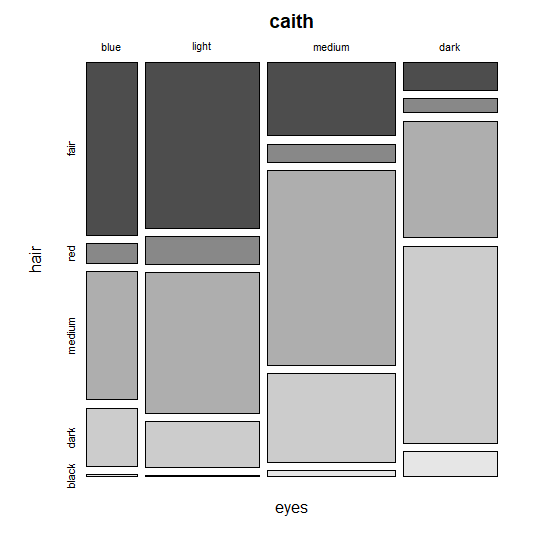 caith
blue light medium dark
fair
red
medium
dark
black
hair
eyes